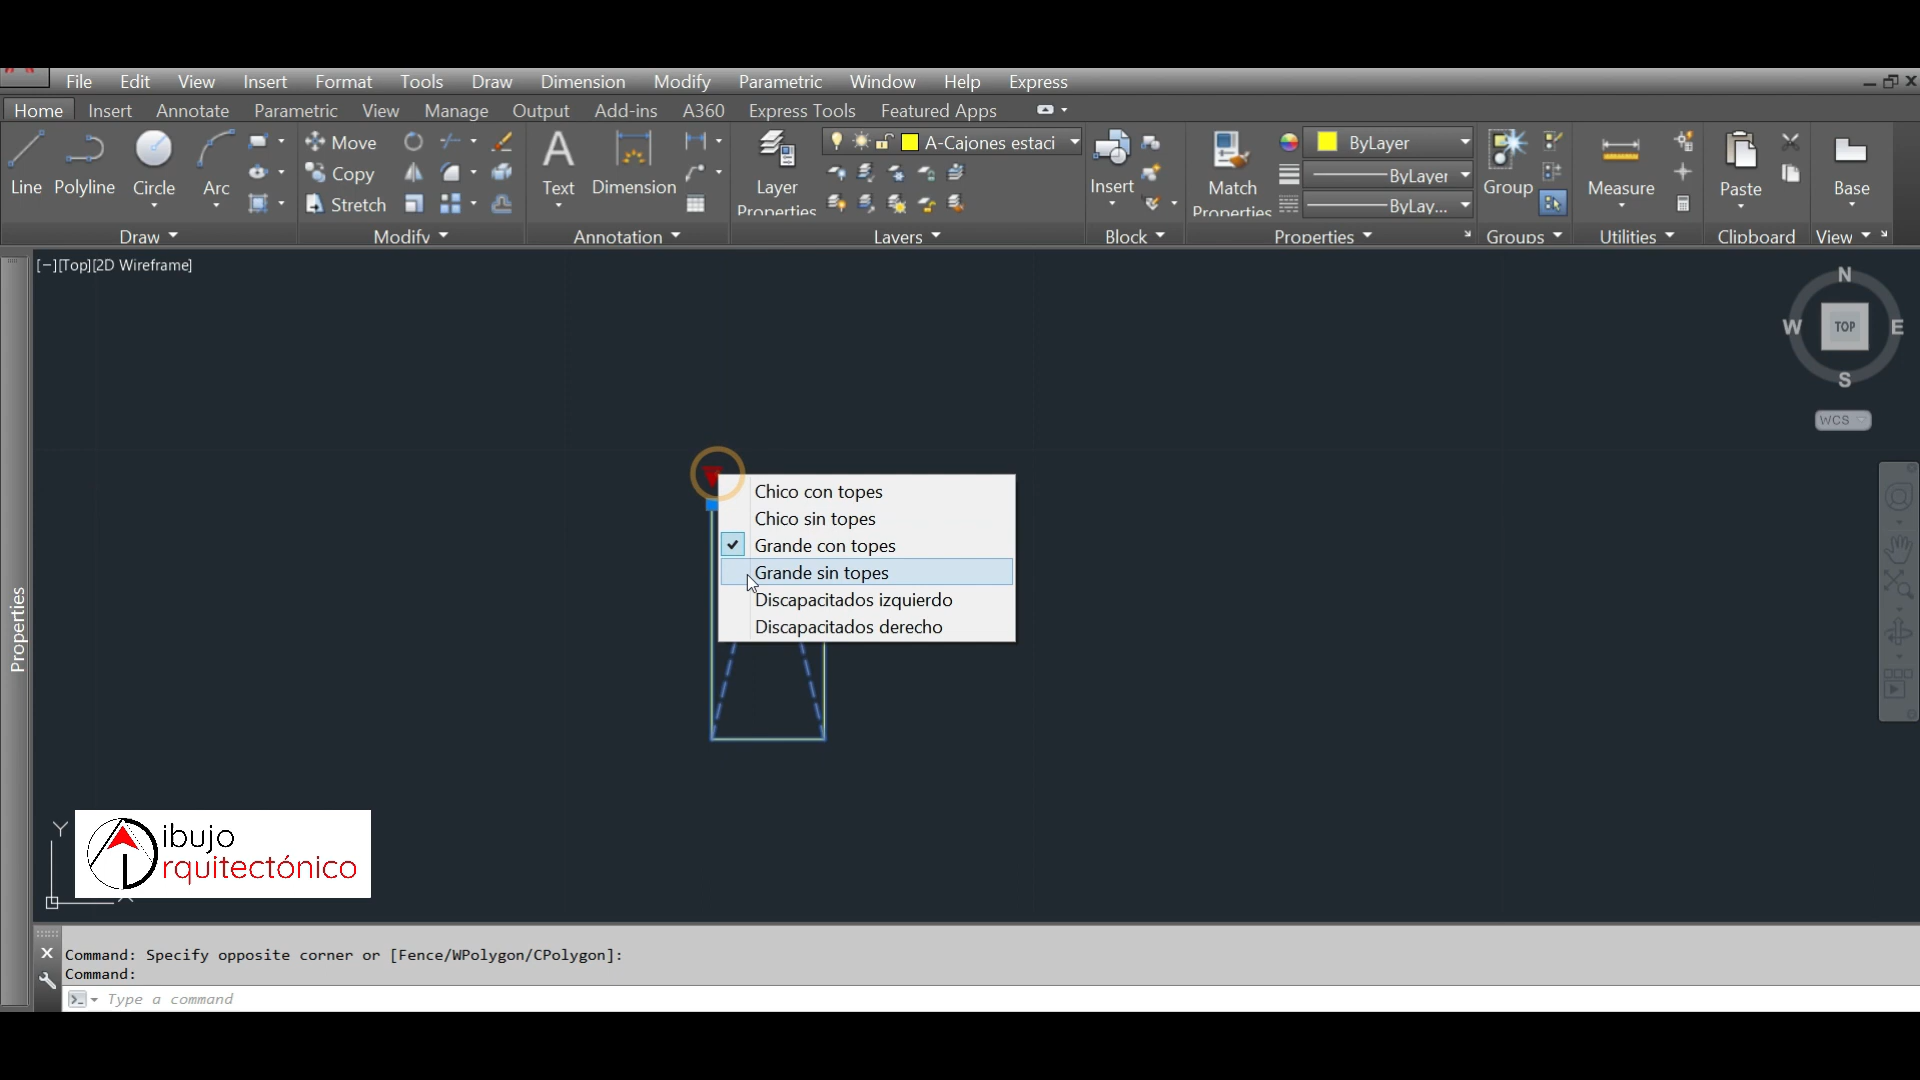 File Edit View Insert Format Tools Draw Dimension Modify Parametric Window Help Express
Home Insert Annotate Parametric View Manage Output Add-ins A360 Express Tools Featured Apps
Line Polyline Circle Arc
Move
Copy
Stretch
Text Dimension
Layer
Properties
A-Cajones estaci
Insert
Match
Properties
ByLayer
ByLayer
ByLay...
Group
Measure
Paste
Base
Draw Modify Annotation Layers Block Properties Groups Utilities Clipboard View
[−][Top][2D Wireframe]
N
W TOP E
S
WCS
Chico con topes
Chico sin topes
Grande con topes
Grande sin topes
Discapacitados izquierdo
Discapacitados derecho
Properties
Y
X
ibujo
rquitectónico
Command: Specify opposite corner or [Fence/WPolygon/CPolygon]:
Command:
Type a command